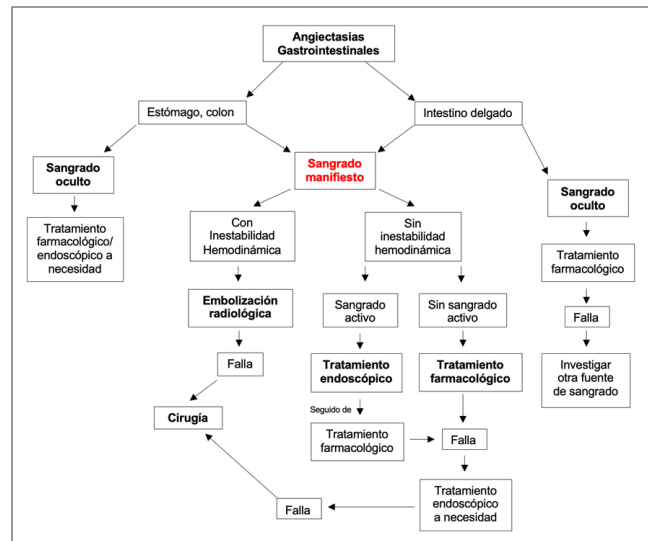 Angiectasias
Gastrointestinales
Estómago, colon
Intestino delgado
Sangrado
oculto
Sangrado
manifiesto
Sangrado
oculto
Tratamiento
farmacológico/
endoscópico a
necesidad
Con
Inestabilidad
Hemodinámica
Sin
inestabilidad
hemodinámica
Tratamiento
farmacológico
Embolización
radiológica
Sangrado
activo
Sin sangrado
activo
Falla
Falla
Tratamiento
endoscópico
Tratamiento
farmacológico
Investigar
otra fuente
de sangrado
Cirugía
Seguido de
Tratamiento
farmacológico
Falla
Tratamiento
endoscópico
a necesidad
Falla